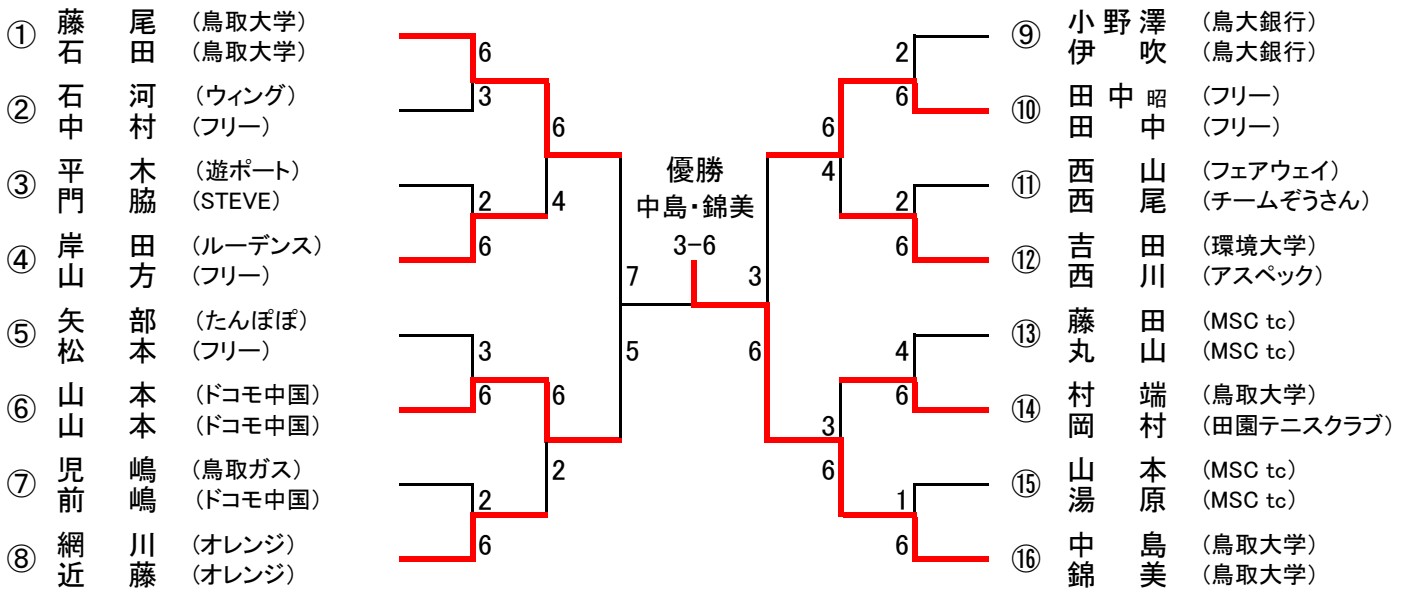 ① 藤尾 (鳥取大学)
石田 (鳥取大学)
② 石河 (ウィング)
中村 (フリー)
③ 平木 (遊ポート)
門脇 (STEVE)
④ 岸田 (ルーデンス)
山方 (フリー)
⑤ 矢部 (たんぽぽ)
松本 (フリー)
⑥ 山本 (ドコモ中国)
山本 (ドコモ中国)
⑦ 児嶋 (鳥取ガス)
前嶋 (ドコモ中国)
⑧ 網川 (オレンジ)
近藤 (オレンジ)
6
3
2
6
3
6
2
6
6
4
6
2
7
5
優勝
中島・錦美
3-6
3
6
6
4
3
6
2
6
2
6
4
6
1
6
⑨ 小野澤 (鳥大銀行)
伊吹 (鳥大銀行)
⑩ 田中昭 (フリー)
田中 (フリー)
⑪ 西山 (フェアウェイ)
西尾 (チームぞうさん)
⑫ 吉田 (環境大学)
西川 (アスペック)
⑬ 藤田 (MSC tc)
丸山 (MSC tc)
⑭ 村端 (鳥取大学)
岡村 (田園テニスクラブ)
⑮ 山本 (MSC tc)
湯原 (MSC tc)
⑯ 中島 (鳥取大学)
錦美 (鳥取大学)